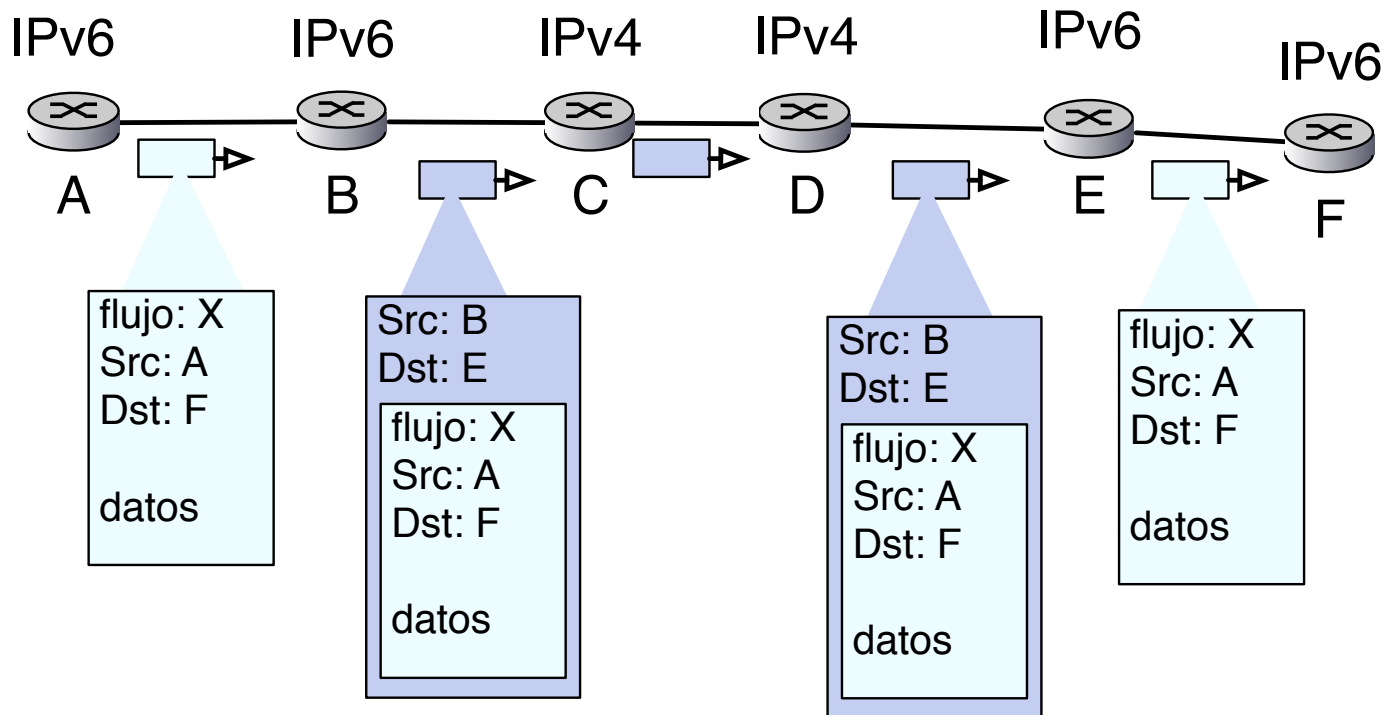 IPv6
IPv6
IPv4
IPv4
IPv6
IPv6
A
B
C
D
E
F
flujo: X
Src: A
Dst: F
datos
Src: B
Dst: E
flujo: X
Src: A
Dst: F
datos
Src: B
Dst: E
flujo: X
Src: A
Dst: F
datos
flujo: X
Src: A
Dst: F
datos